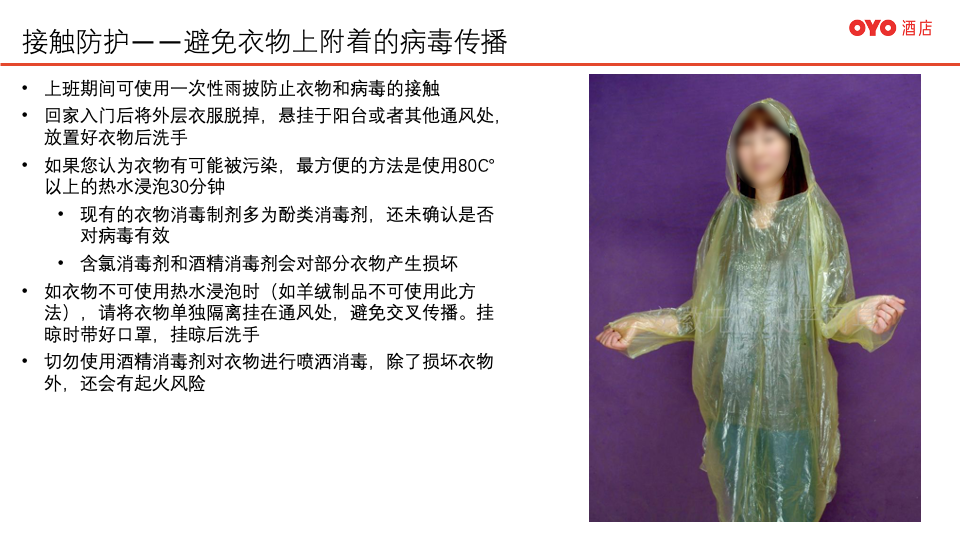 接触防护——避免衣物上附着的病毒传播
OYO 酒店
• 上班期间可使用一次性雨披防止衣物和病毒的接触
• 回家入门后将外层衣服脱掉，悬挂于阳台或者其他通风处，
放置好衣物后洗手
• 如果您认为衣物有可能被污染，最方便的方法是使用80C°
以上的热水浸泡30分钟
• 现有的衣物消毒制剂多为酚类消毒剂，还未确认是否
对病毒有效
• 含氯消毒剂和酒精消毒剂会对部分衣物产生损坏
• 如衣物不可使用热水浸泡时（如羊绒制品不可使用此方
法），请将衣物单独隔离挂在通风处，避免交叉传播。挂
晾时带好口罩，挂晾后洗手
• 切勿使用酒精消毒剂对衣物进行喷洒消毒，除了损坏衣物
外，还会有起火风险